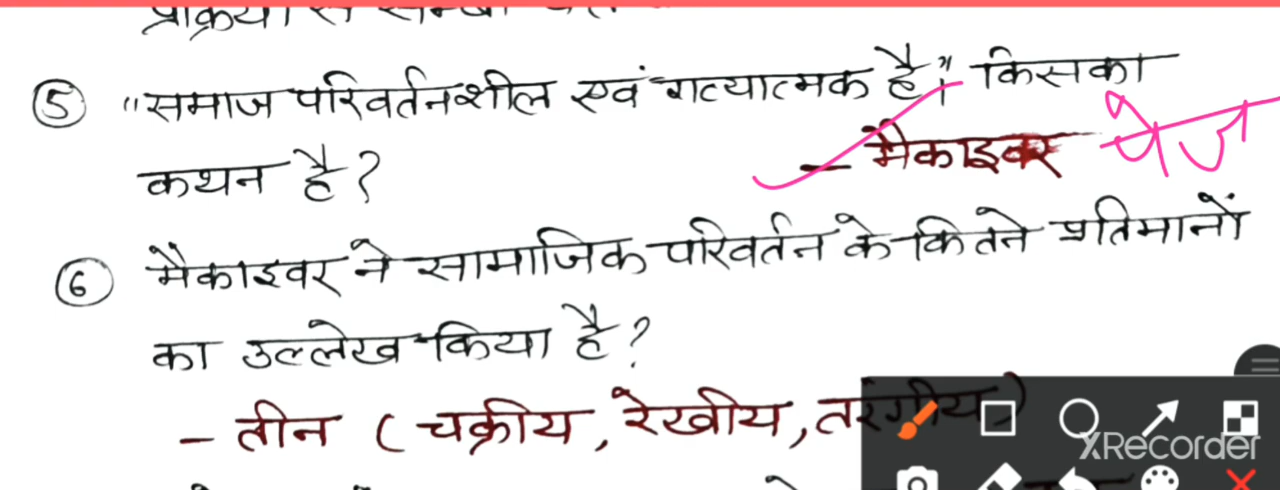 ⑤ "समाज परिवर्तनशील एवं गत्यात्मक है।" किसका
कथन है? - मैकाइवर पेज
⑥ मैकाइवर ने सामाजिक परिवर्तन के कितने प्रतिमानों
का उल्लेख किया है?
- तीन (चक्रीय, रेखीय, तरंगीय)
XRecorder